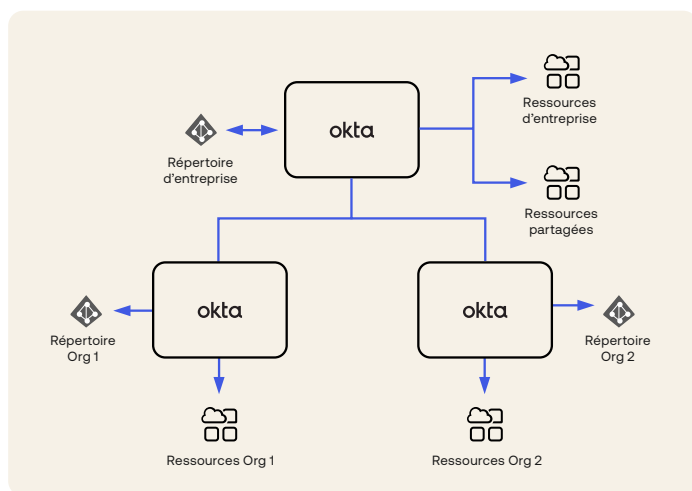 Ressources
d'entreprise
okta
Répertoire
d'entreprise
Ressources
partagées
okta
okta
Répertoire
Org 1
Répertoire
Org 2
Ressources Org 1
Ressources Org 2